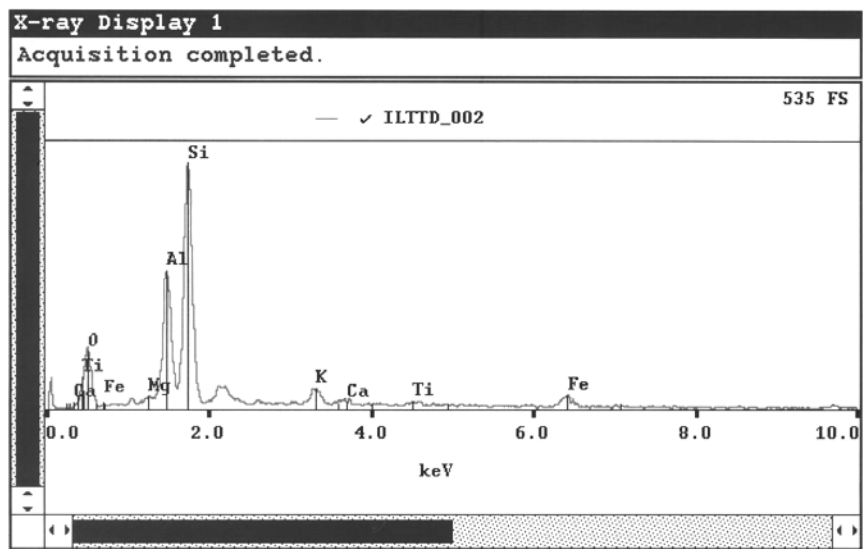 X-ray Display 1
Acquisition completed.
535 FS
— ✓ ILTTD_002
Si
Al
O
Ti
Ca Fe Mg K Ca Ti Fe
0.0 2.0 4.0 6.0 8.0 10.0
keV